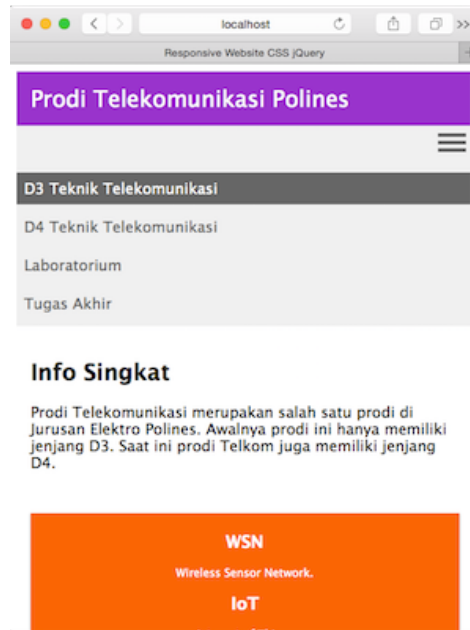 localhost
Responsive Website CSS jQuery
Prodi Telekomunikasi Polines
D3 Teknik Telekomunikasi
D4 Teknik Telekomunikasi
Laboratorium
Tugas Akhir
Info Singkat
Prodi Telekomunikasi merupakan salah satu prodi di
Jurusan Elektro Polines. Awalnya prodi ini hanya memiliki
jenjang D3. Saat ini prodi Telkom juga memiliki jenjang
D4.
WSN
Wireless Sensor Network.
IoT